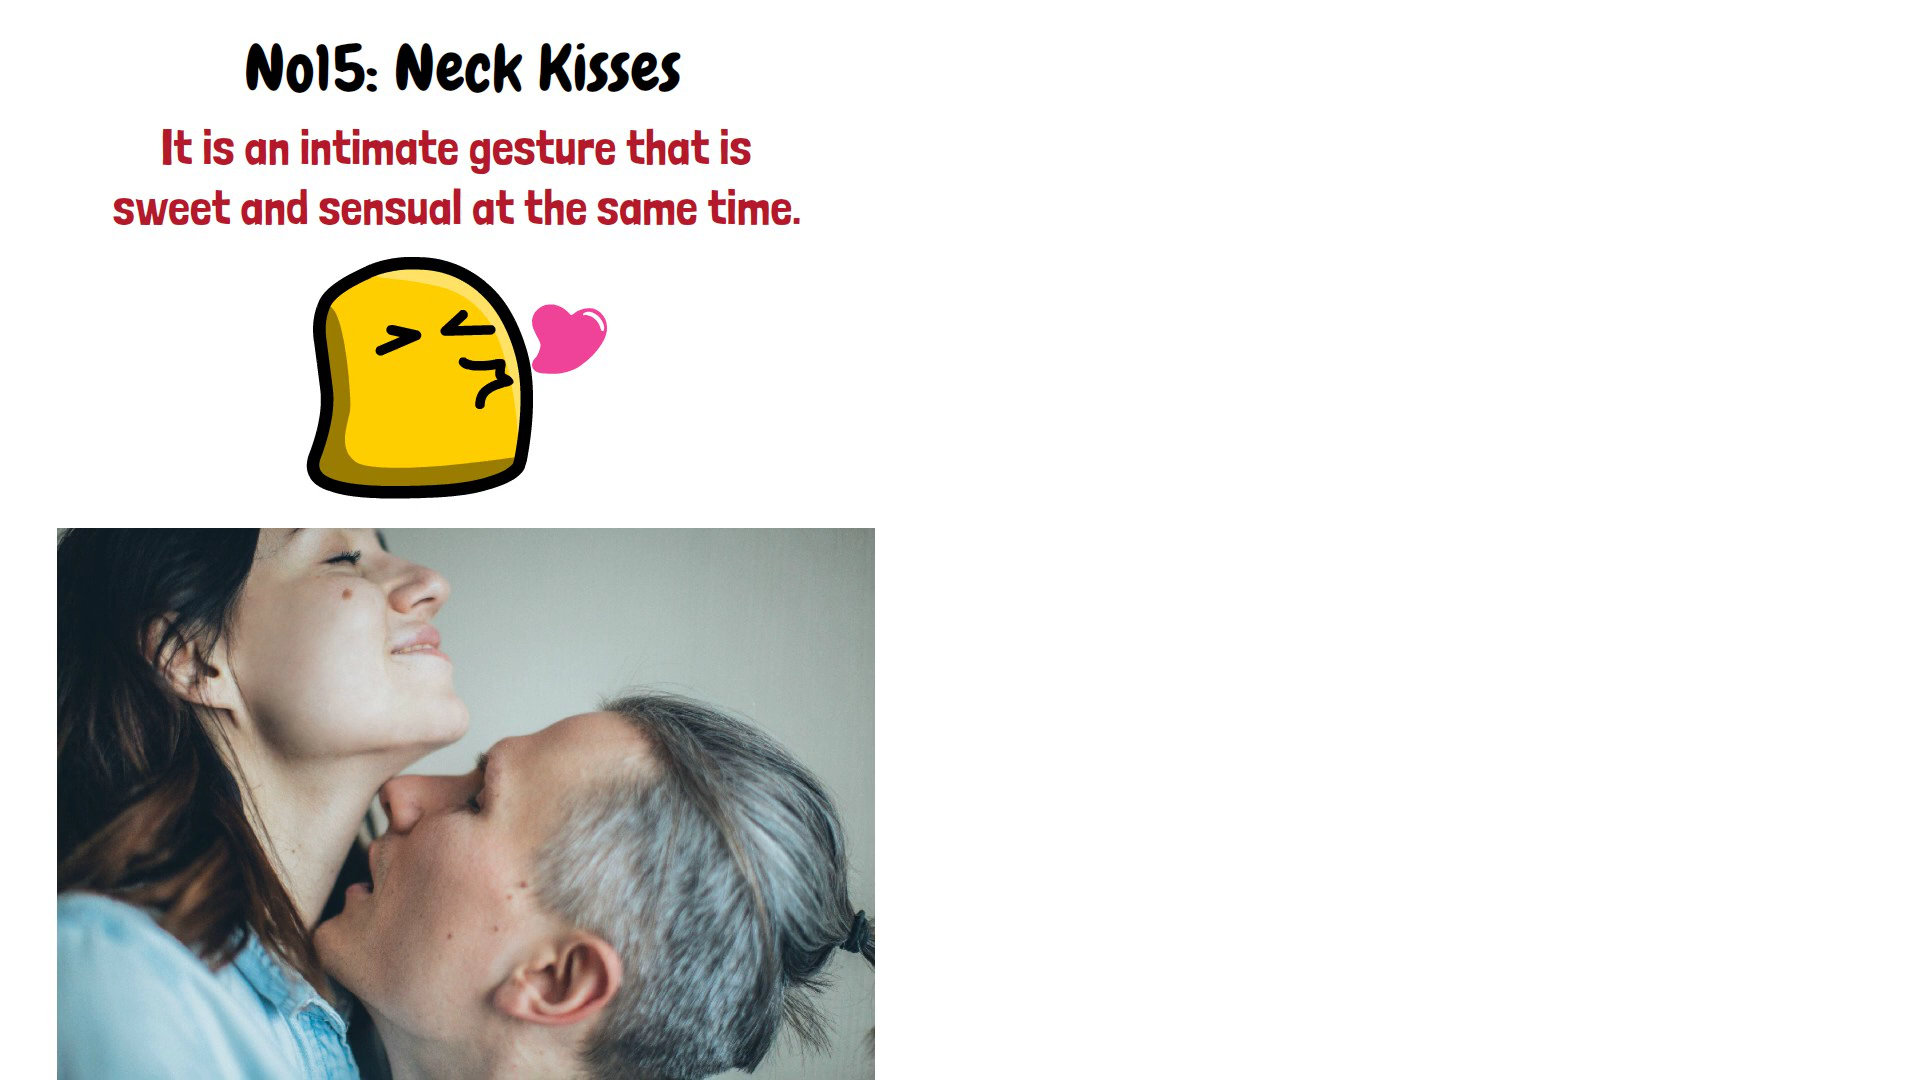 No15: Neck Kisses
It is an intimate gesture that is
sweet and sensual at the same time.